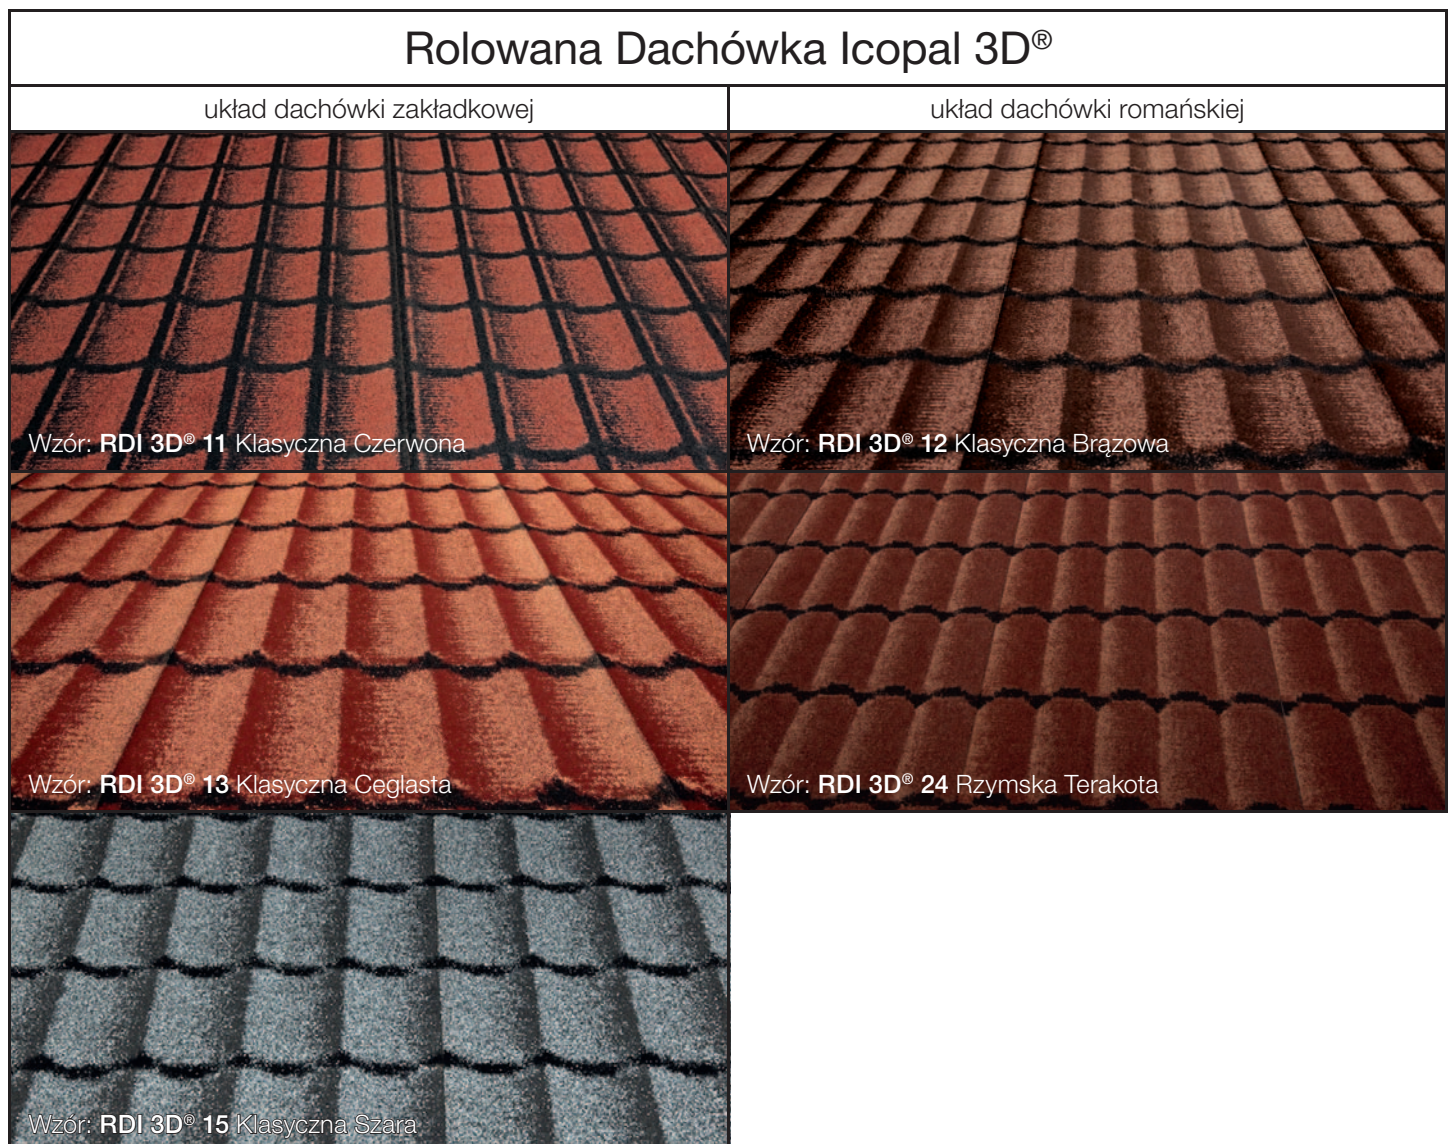 Rolowana Dachówka Icopal 3D®
układ dachówki zakładkowej
układ dachówki romańskiej
Wzór: RDI 3D® 11 Klasyczna Czerwona
Wzór: RDI 3D® 12 Klasyczna Brązowa
Wzór: RDI 3D® 13 Klasyczna Ceglasta
Wzór: RDI 3D® 24 Rzymska Terakota
Wzór: RDI 3D® 15 Klasyczna Szara